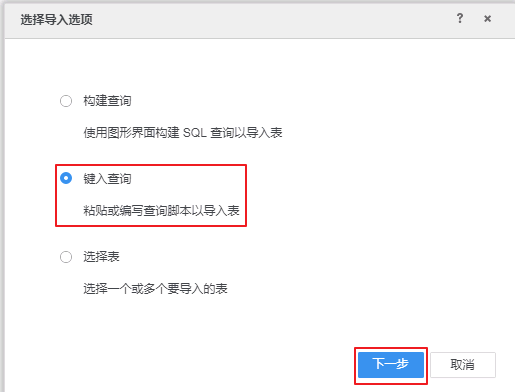 选择导入选项
?
构建查询
使用图形界面构建 SQL 查询以导入表
键入查询
粘贴或编写查询脚本以导入表
选择表
选择一个或多个要导入的表
下一步
取消